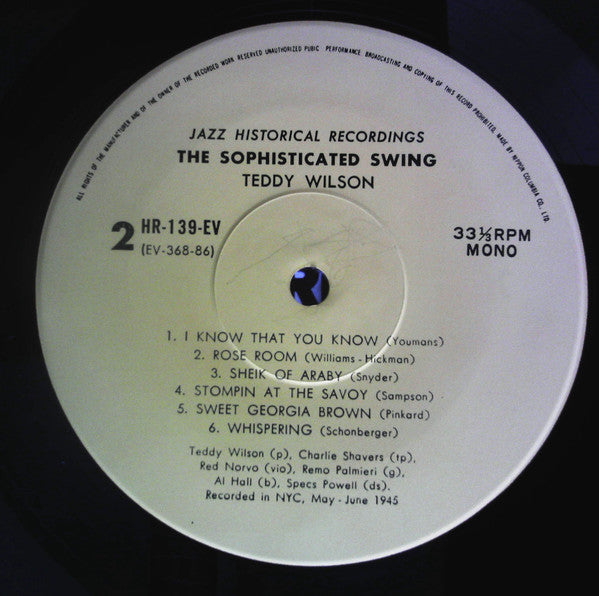 ALL RIGHTS OF THE MANUFACTURER AND OF THE OWNER OF THE RECORDED WORK RESERVED UNAUTHORIZED PUBIC PERFORMANCE BROADCASTING AND COPYING OF THIS RECORD PROHIBITED. MADE BY NIPPON COLUMBIA CO., LTD.
JAZZ HISTORICAL RECORDINGS
THE SOPHISTICATED SWING
TEDDY WILSON
2 HR-139-EV
(EV-368-86)
33⅓ RPM
MONO
1. I KNOW THAT YOU KNOW (Youmans)
2. ROSE ROOM (Williams - Hickman)
3. SHEIK OF ARABY (Snyder)
4. STOMPIN AT THE SAVOY (Sampson)
5. SWEET GEORGIA BROWN (Pinkard)
6. WHISPERING (Schonberger)
Teddy Wilson (p), Charlie Shavers (tp),
Red Norvo (vio), Remo Palmieri (g),
Al Hall (b), Specs Powell (ds).
Recorded in NYC, May - June 1945